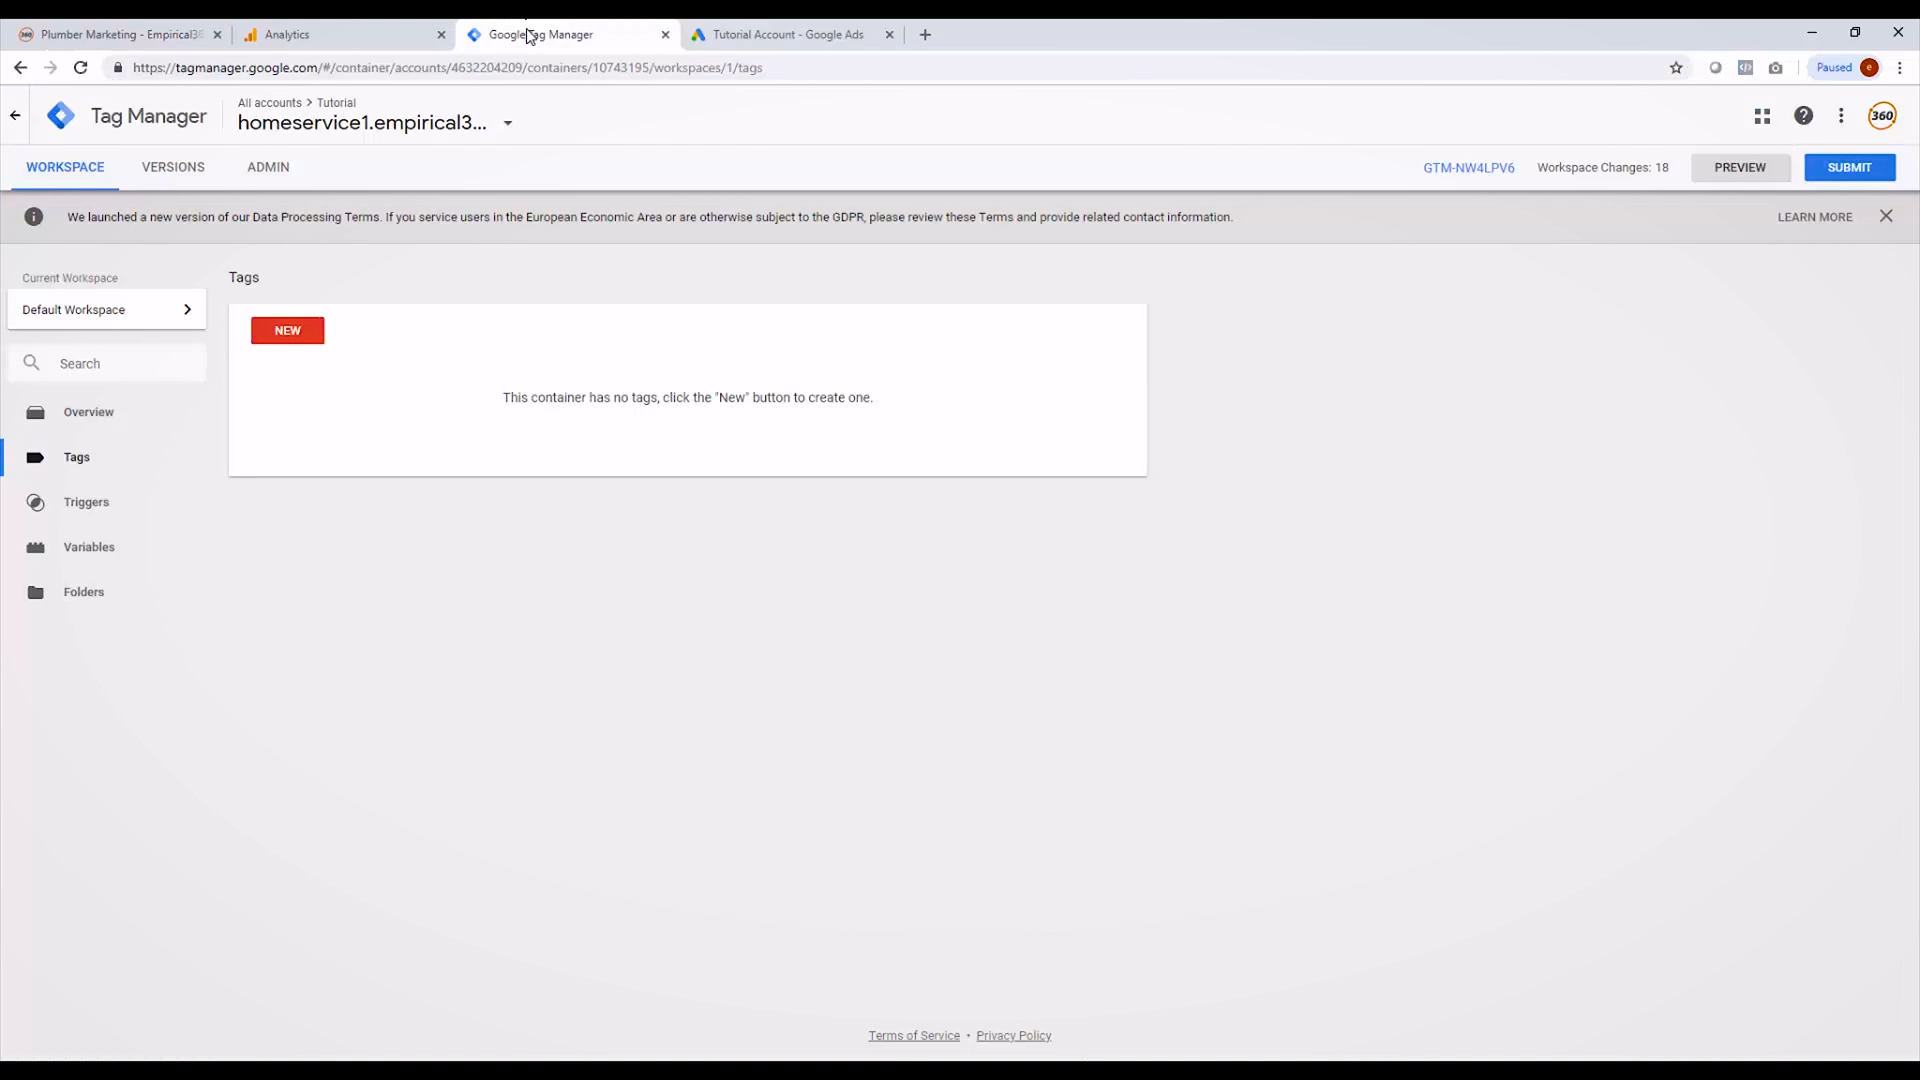 Plumber Marketing - Empirical3
Analytics
Google Tag Manager
Tutorial Account - Google Ads
https://tagmanager.google.com/#/container/accounts/4632204209/containers/10743195/workspaces/1/tags
Paused
e
Tag Manager
All accounts > Tutorial
homeservice1.empirical3...
360
WORKSPACE
VERSIONS
ADMIN
GTM-NW4LPV6
Workspace Changes: 18
PREVIEW
SUBMIT
We launched a new version of our Data Processing Terms. If you service users in the European Economic Area or are otherwise subject to the GDPR, please review these Terms and provide related contact information.
LEARN MORE
Current Workspace
Default Workspace
Search
Overview
Tags
Triggers
Variables
Folders
Tags
NEW
This container has no tags, click the "New" button to create one.
Terms of Service • Privacy Policy